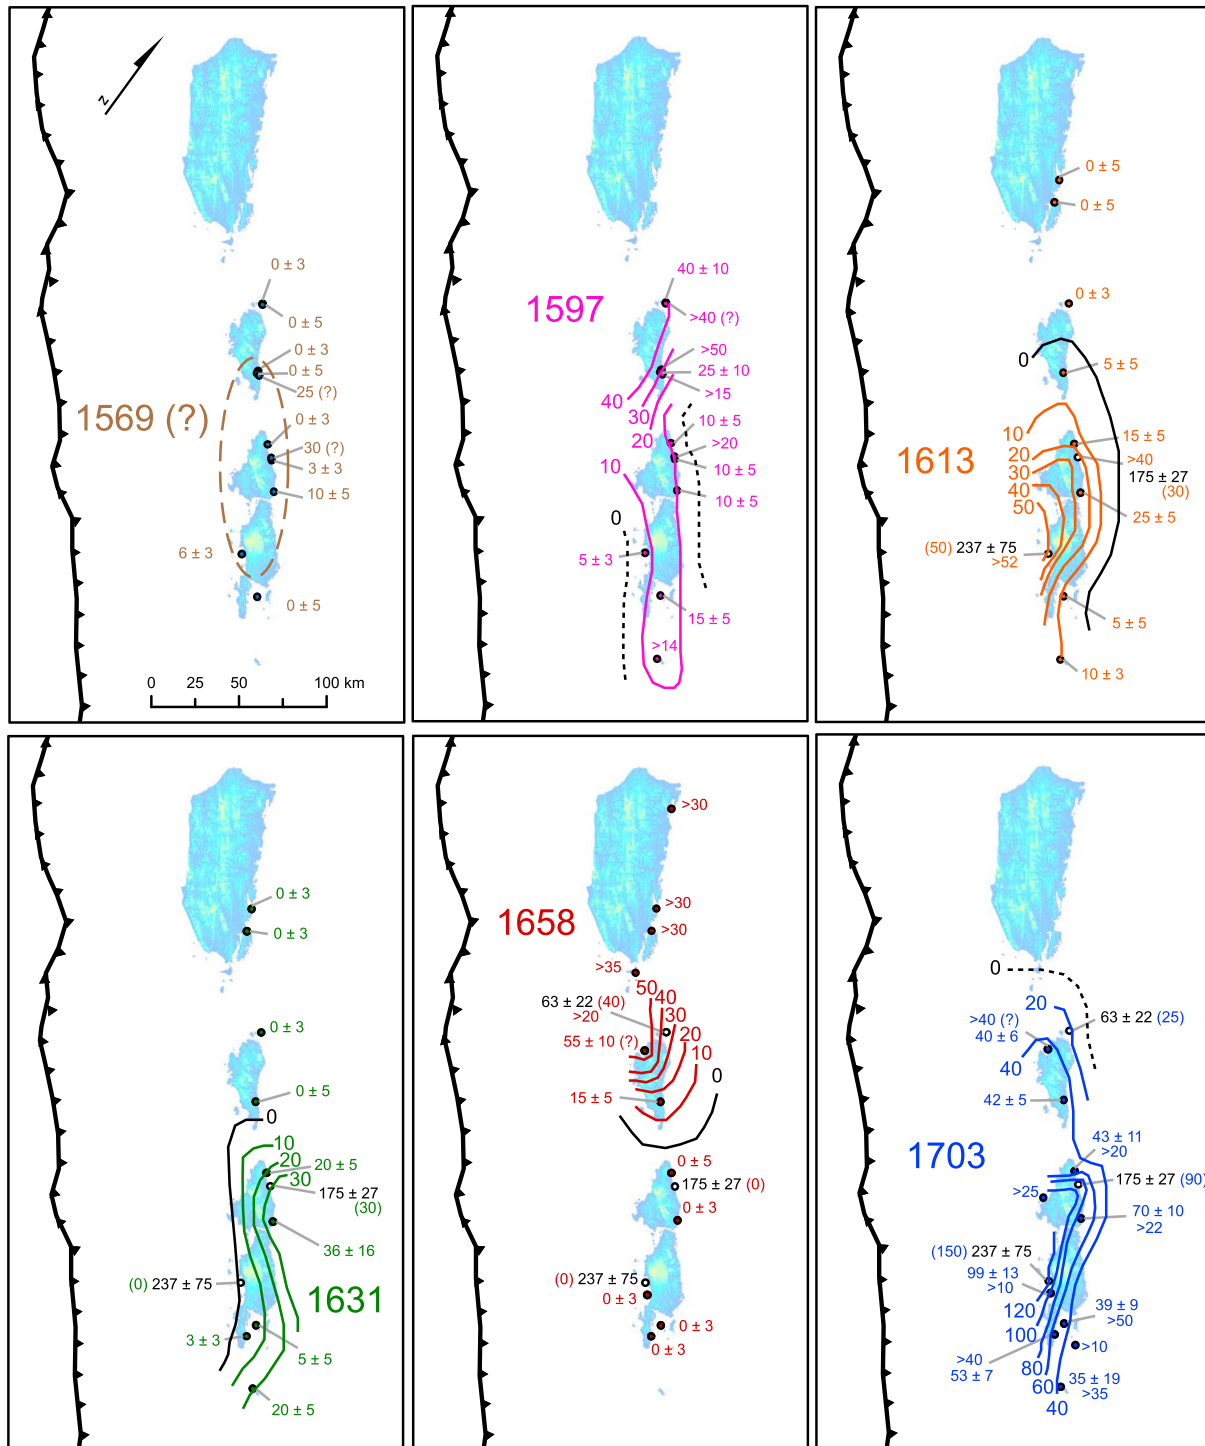 z
0 ± 3
0 ± 5
0 ± 3
0 ± 5
25 (?)
1569 (?)
0 ± 3
30 (?)
3 ± 3
10 ± 5
6 ± 3
0 ± 5
0 25 50 100 km
40 ± 10
1597
>40 (?)
>50
25 ± 10
>15
40
30
20
10 ± 5
>20
10 ± 5
10
10 ± 5
0
5 ± 3
15 ± 5
>14
0 ± 5
0 ± 5
0 ± 3
0
5 ± 5
10
15 ± 5
20
>40
1613
30
175 ± 27
(30)
40
50
25 ± 5
(50) 237 ± 75
>52
5 ± 5
10 ± 3
0 ± 3
0 ± 3
0 ± 3
0 ± 5
0
10
20
20 ± 5
30
175 ± 27
(30)
36 ± 16
(0) 237 ± 75
1631
3 ± 3
5 ± 5
20 ± 5
>30
>30
1658
>30
>35
50
40
63 ± 22 (40)
>20
30
20
55 ± 10 (?)
10
0
15 ± 5
0 ± 5
175 ± 27 (0)
0 ± 3
(0) 237 ± 75
0 ± 3
0 ± 3
0 ± 3
0
20
>40 (?)
63 ± 22 (25)
40 ± 6
40
42 ± 5
43 ± 11
>20
1703
175 ± 27 (90)
>25
70 ± 10
>22
(150) 237 ± 75
99 ± 13
>10
120
39 ± 9
>50
100
>10
>40
53 ± 7
80
60
35 ± 19
>35
40